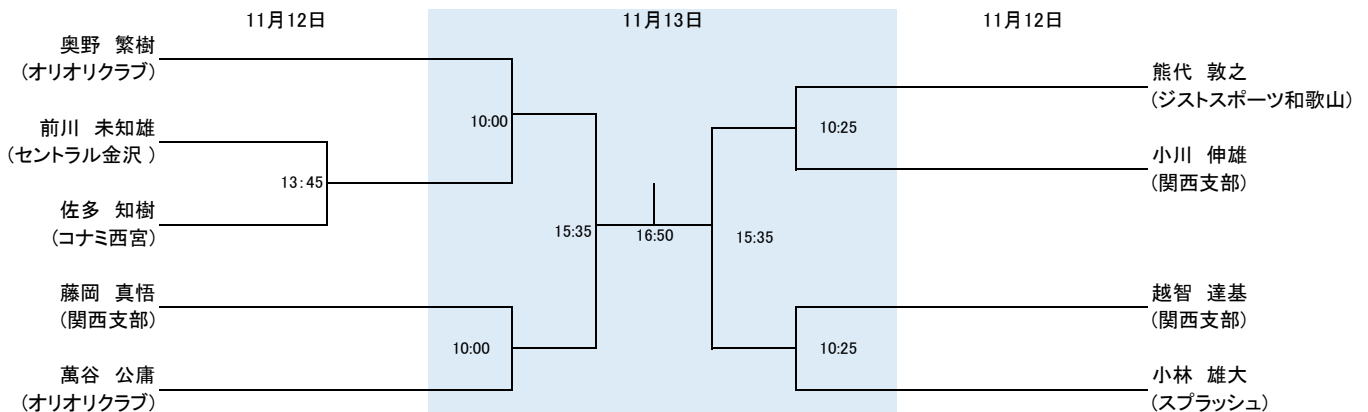 11月12日
11月13日
11月12日
奥野　繁樹
(オリオリクラブ)
前川　未知雄
(セントラル金沢 )
佐多　知樹
(コナミ西宮)
藤岡　真悟
(関西支部)
萬谷　公庸
(オリオリクラブ)
13：45
10:00
10:00
15:35
16:50
15:35
10:25
10:25
熊代　敦之
(ジストスポーツ和歌山)
小川　伸雄
(関西支部)
越智　達基
(関西支部)
小林　雄大
(スプラッシュ)